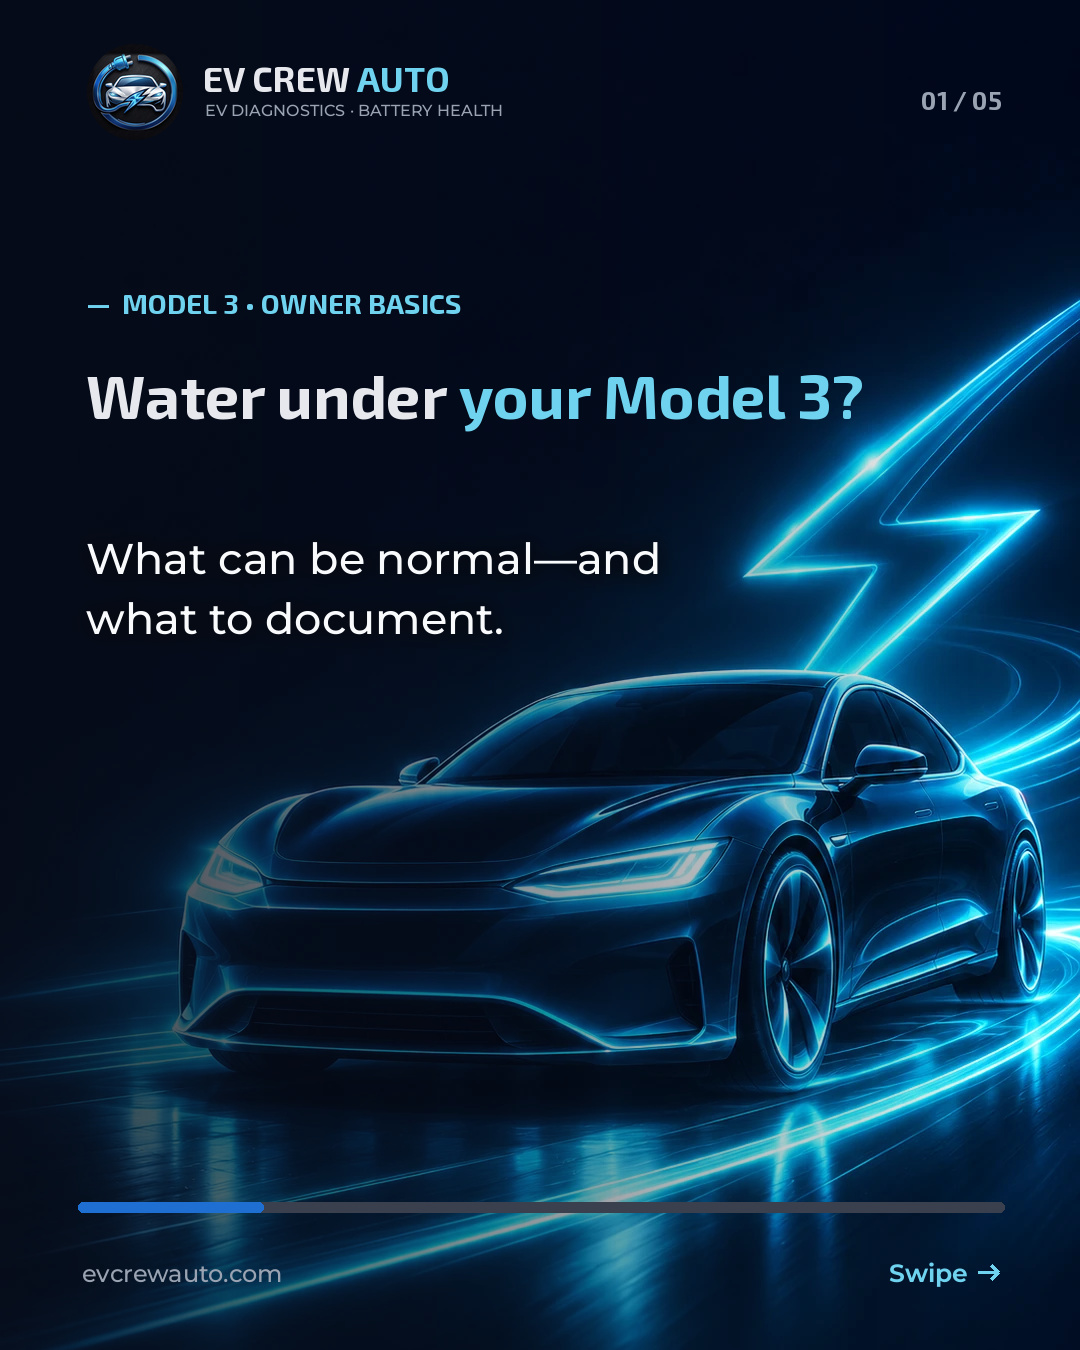 EV CREW AUTO
EV DIAGNOSTICS · BATTERY HEALTH
01 / 05
— MODEL 3 • OWNER BASICS
Water under your Model 3?
What can be normal—and
what to document.
evcrewauto.com
Swipe →